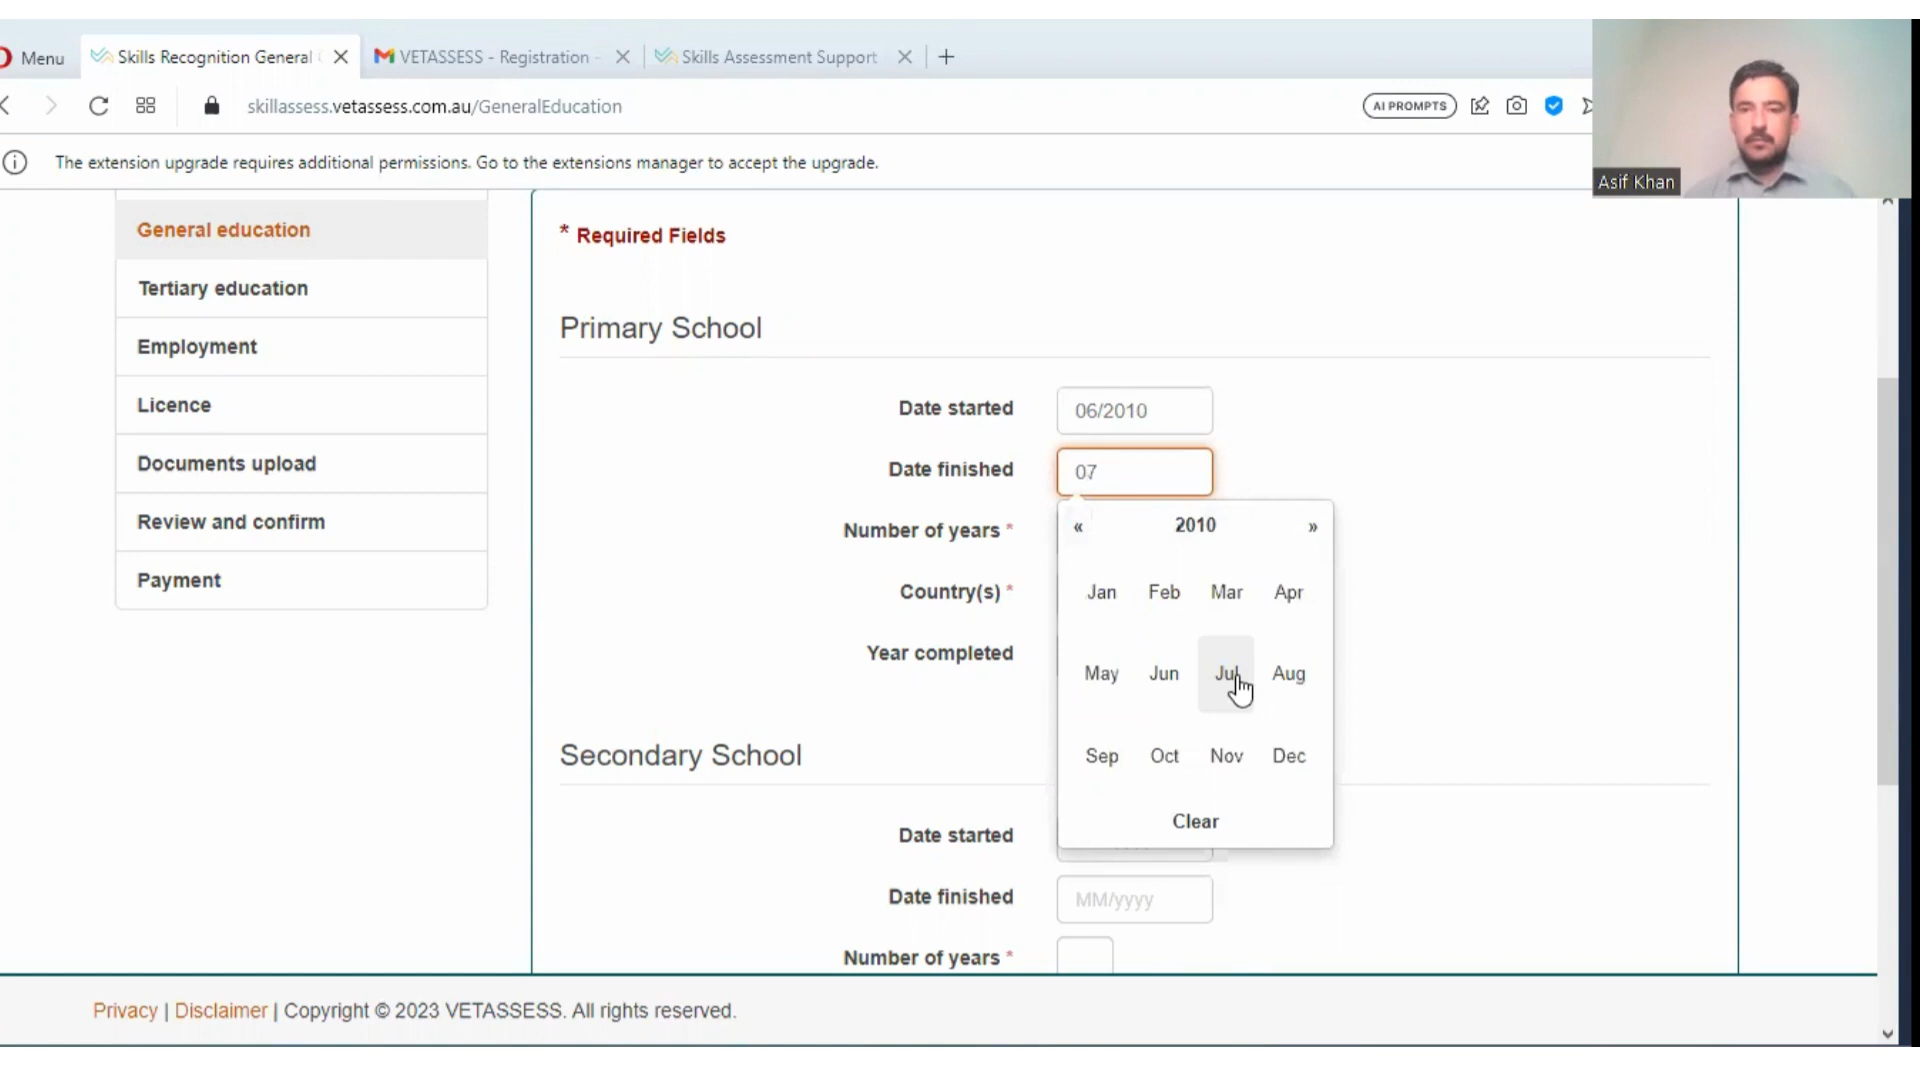 Menu
Skills Recognition General
VETASSESS - Registration -
Skills Assessment Support
skillassess.vetassess.com.au/GeneralEducation
AI PROMPTS
The extension upgrade requires additional permissions. Go to the extensions manager to accept the upgrade.
Asif Khan
General education
Tertiary education
Employment
Licence
Documents upload
Review and confirm
Payment
* Required Fields
Primary School
Date started
06/2010
Date finished
07
Number of years *
Country(s) *
Year completed
« 2010 »
Jan Feb Mar Apr
May Jun Jul Aug
Sep Oct Nov Dec
Clear
Secondary School
Date started
Date finished
MM/yyyy
Number of years *
Privacy | Disclaimer | Copyright © 2023 VETASSESS. All rights reserved.